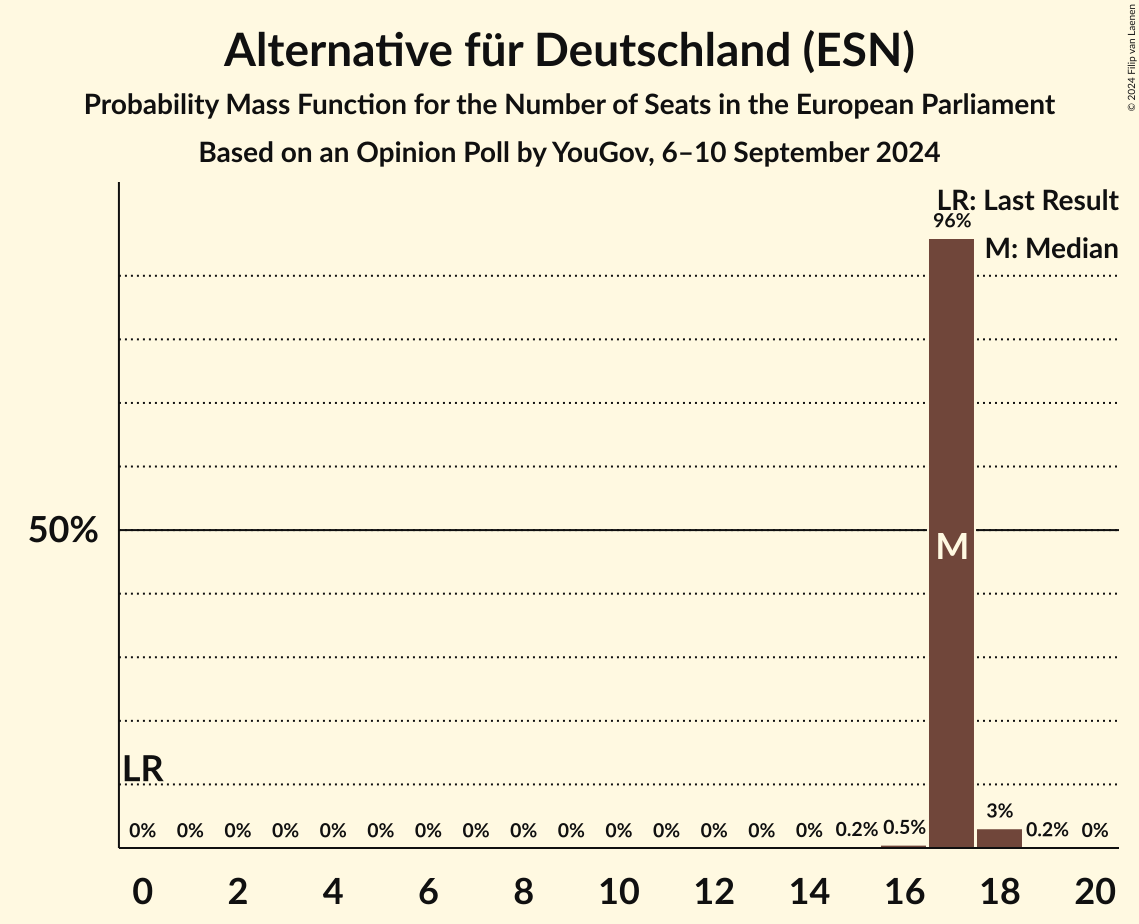 Alternative für Deutschland (ESN)
Probability Mass Function for the Number of Seats in the European Parliament
Based on an Opinion Poll by YouGov, 6–10 September 2024
© 2024 Filip van Laenen
LR: Last Result
96%
M: Median
50%
M
LR
0% 0% 0% 0% 0% 0% 0% 0% 0% 0% 0% 0% 0% 0% 0% 0.2% 0.5% 3% 0.2% 0%
0 2 4 6 8 10 12 14 16 18 20